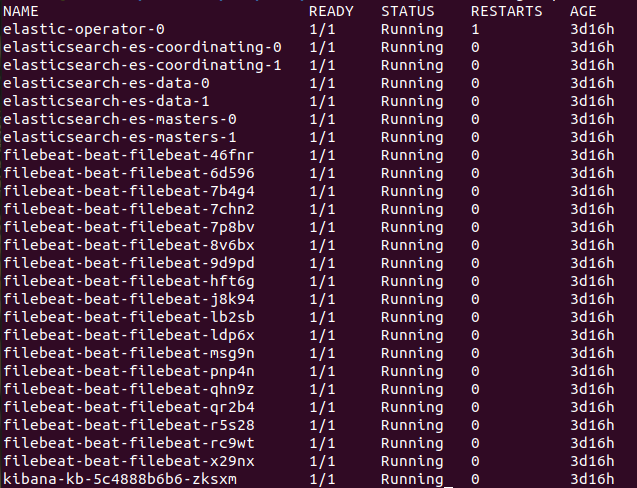 NAME READY STATUS RESTARTS AGE
elastic-operator-0 1/1 Running 1 3d16h
elasticsearch-es-coordinating-0 1/1 Running 0 3d16h
elasticsearch-es-coordinating-1 1/1 Running 0 3d16h
elasticsearch-es-data-0 1/1 Running 0 3d16h
elasticsearch-es-data-1 1/1 Running 0 3d16h
elasticsearch-es-masters-0 1/1 Running 0 3d16h
elasticsearch-es-masters-1 1/1 Running 0 3d16h
filebeat-beat-filebeat-46fnr 1/1 Running 0 3d16h
filebeat-beat-filebeat-6d596 1/1 Running 0 3d16h
filebeat-beat-filebeat-7b4g4 1/1 Running 0 3d16h
filebeat-beat-filebeat-7chn2 1/1 Running 0 3d16h
filebeat-beat-filebeat-7p8bv 1/1 Running 0 3d16h
filebeat-beat-filebeat-8v6bx 1/1 Running 0 3d16h
filebeat-beat-filebeat-9d9pd 1/1 Running 0 3d16h
filebeat-beat-filebeat-hft6g 1/1 Running 0 3d16h
filebeat-beat-filebeat-j8k94 1/1 Running 0 3d16h
filebeat-beat-filebeat-lb2sb 1/1 Running 0 3d16h
filebeat-beat-filebeat-ldp6x 1/1 Running 0 3d16h
filebeat-beat-filebeat-msg9n 1/1 Running 0 3d16h
filebeat-beat-filebeat-pnp4n 1/1 Running 0 3d16h
filebeat-beat-filebeat-qhn9z 1/1 Running 0 3d16h
filebeat-beat-filebeat-qr2b4 1/1 Running 0 3d16h
filebeat-beat-filebeat-r5s28 1/1 Running 0 3d16h
filebeat-beat-filebeat-rc9wt 1/1 Running 0 3d16h
filebeat-beat-filebeat-x29nx 1/1 Running 0 3d16h
kibana-kb-5c4888b6b6-zksxm 1/1 Running 0 3d16h